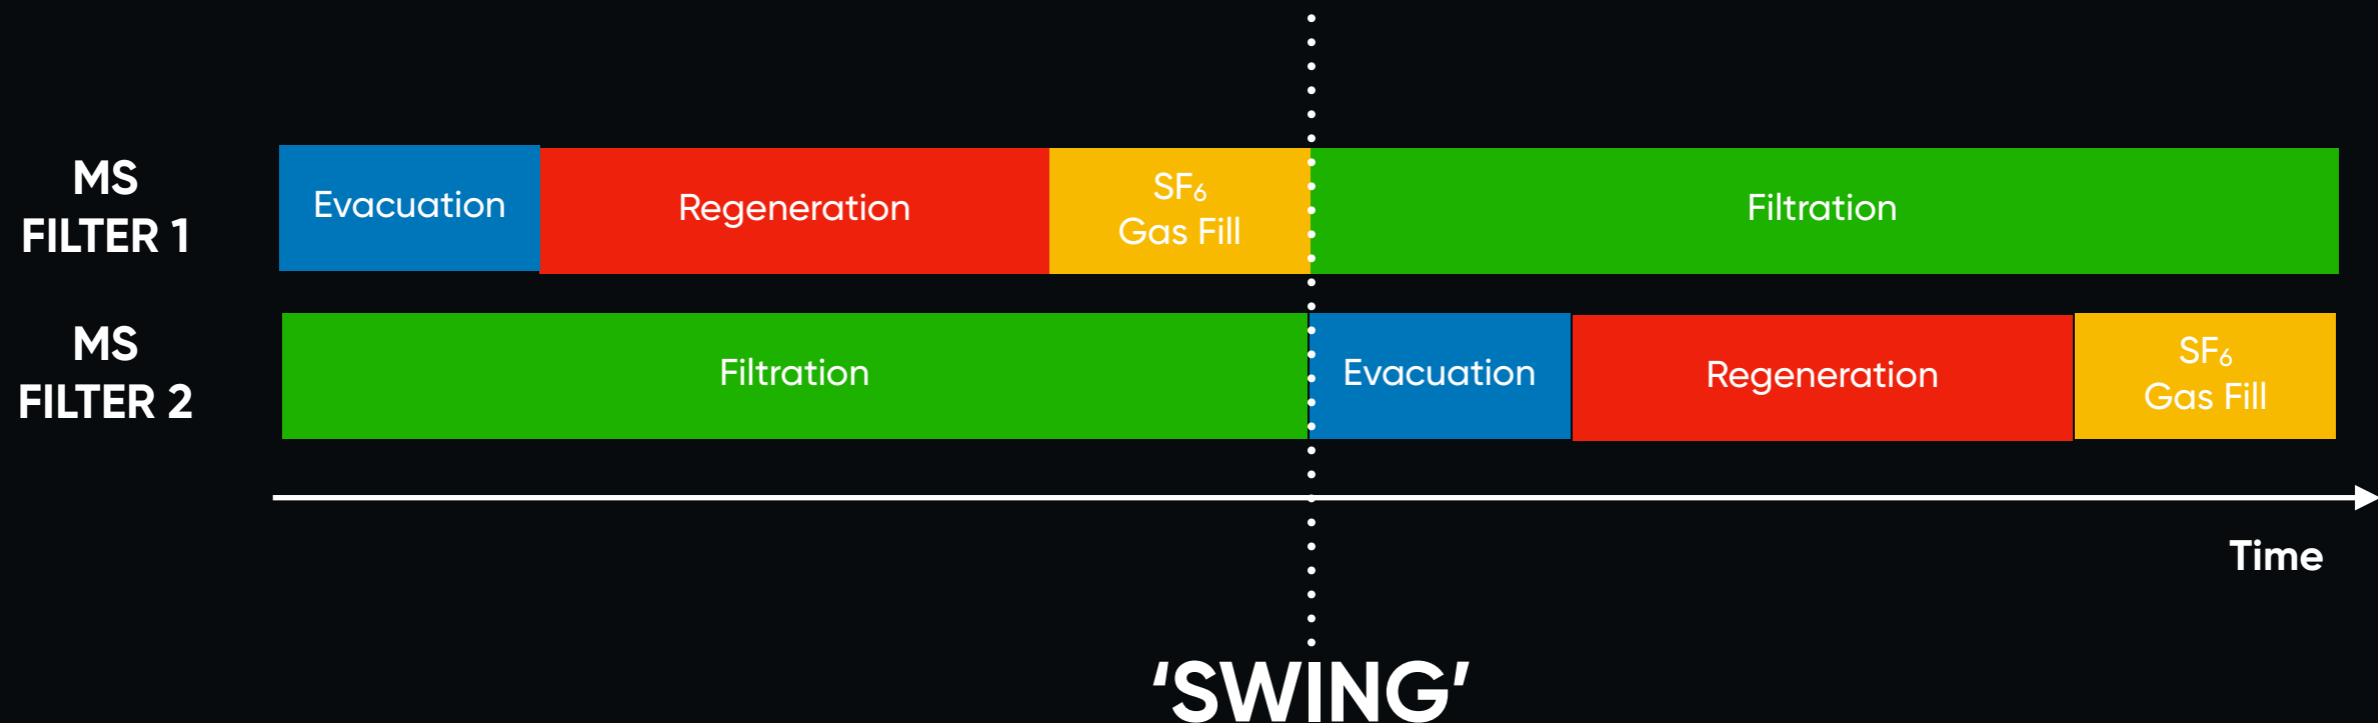 MS
FILTER 1
Evacuation
Regeneration
SF₆
Gas Fill
Filtration
MS
FILTER 2
Filtration
Evacuation
Regeneration
SF₆
Gas Fill
Time
‘SWING’